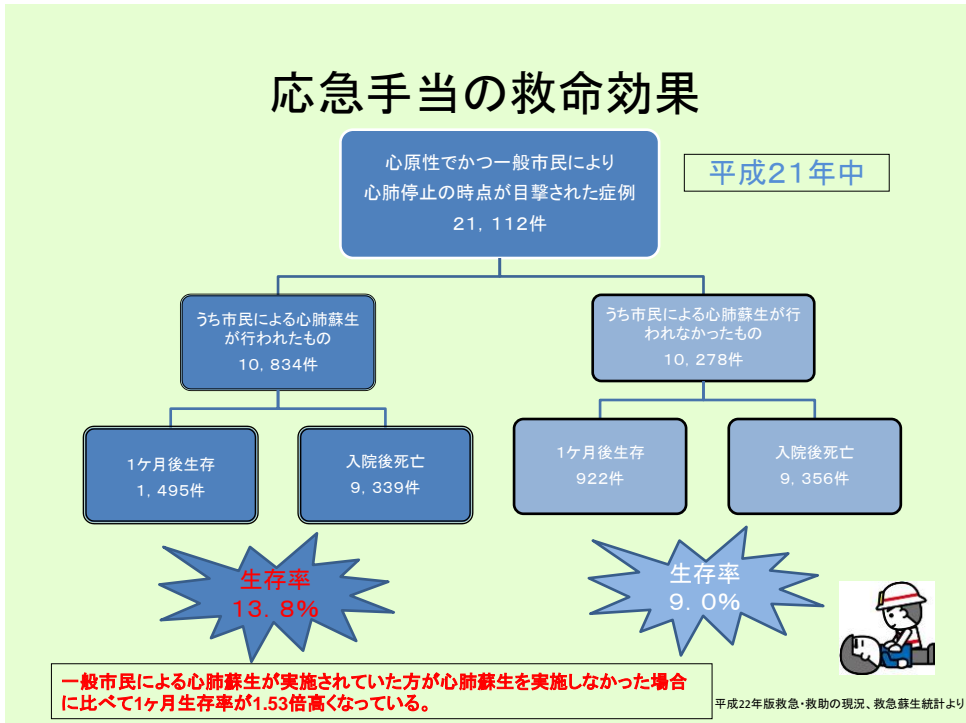 応急手当の救命効果
心原性でかつ一般市民により
心肺停止の時点が目撃された症例
２１，１１２件
平成２１年中
うち市民による心肺蘇生
が行われたもの
１０，８３４件
うち市民による心肺蘇生が行
われなかったもの
１０，２７８件
１ケ月後生存
１，４９５件
入院後死亡
９，３３９件
１ケ月後生存
９２２件
入院後死亡
９，３５６件
生存率
１３．８％
生存率
９．０％
一般市民による心肺蘇生が実施されていた方が心肺蘇生を実施しなかった場合
に比べて1ヶ月生存率が1.53倍高くなっている。
平成22年版救急・救助の現況、救急蘇生統計より